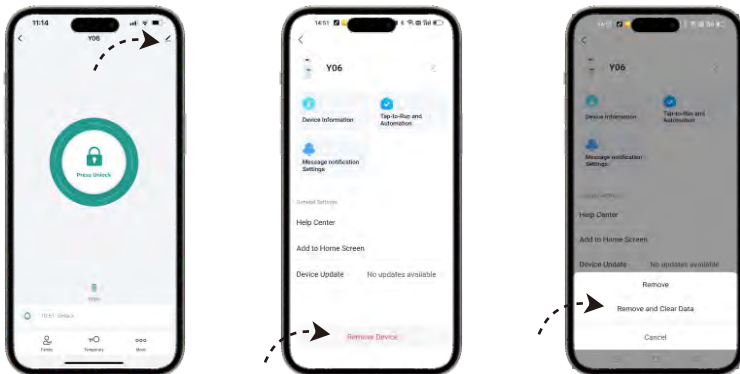 11:14
Y06
Press Unlock
10:51 Unlock
Family
Temporary
More
14:51
Y06
Device Information
Tap-to-Run and
Automation
Message notification
Settings
General Settings
Help Center
Add to Home Screen
Device Update
No updates available
Remove Device
Y06
Device Information
Tap-to-Run and
Automation
Message notification
Settings
Help Center
Add to Home Screen
Device Update
No updates available
Remove
Remove and Clear Data
Cancel